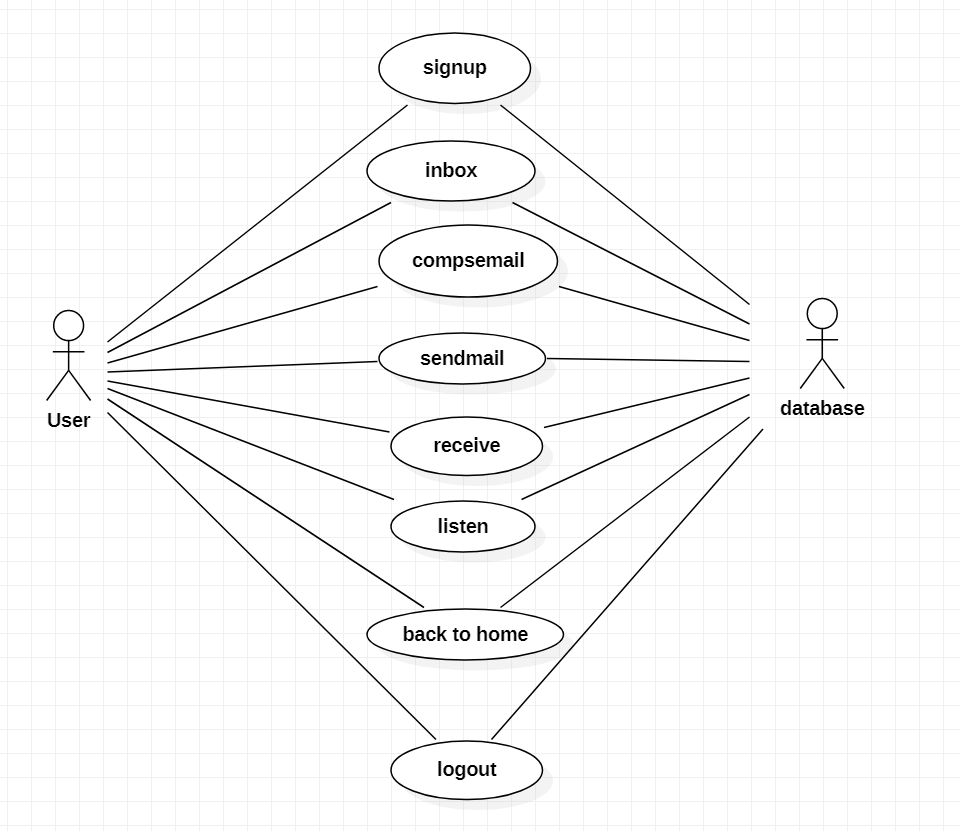 signup
inbox
compsemail
sendmail
receive
listen
back to home
logout
User
database